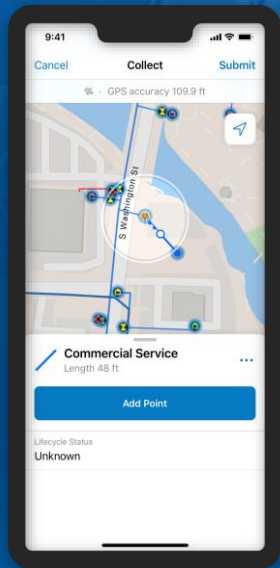 9:41
Cancel
Collect
Submit
GPS accuracy 109.9 ft
S Washington St
Commercial Service
Length 48 ft
Add Point
Lifecycle Status
Unknown